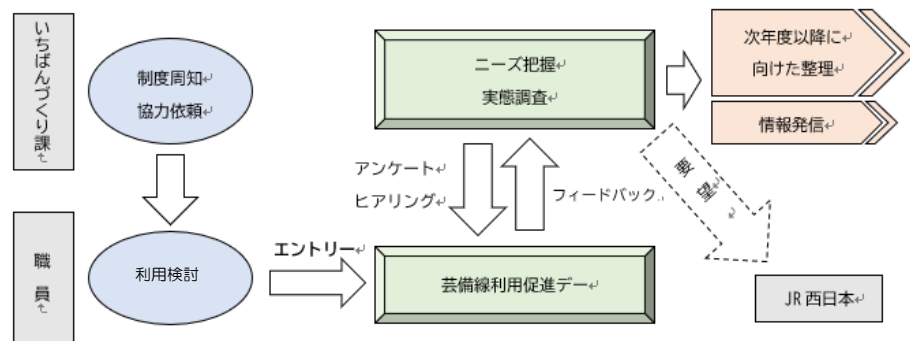 いちばんづくり課
制度周知
協力依頼
ニーズ把握
実態調査
次年度以降に
向けた整理
情報発信
アンケート
ヒアリング
フィードバック
要望
職員
利用検討
エントリー
芸備線利用促進デー
JR西日本